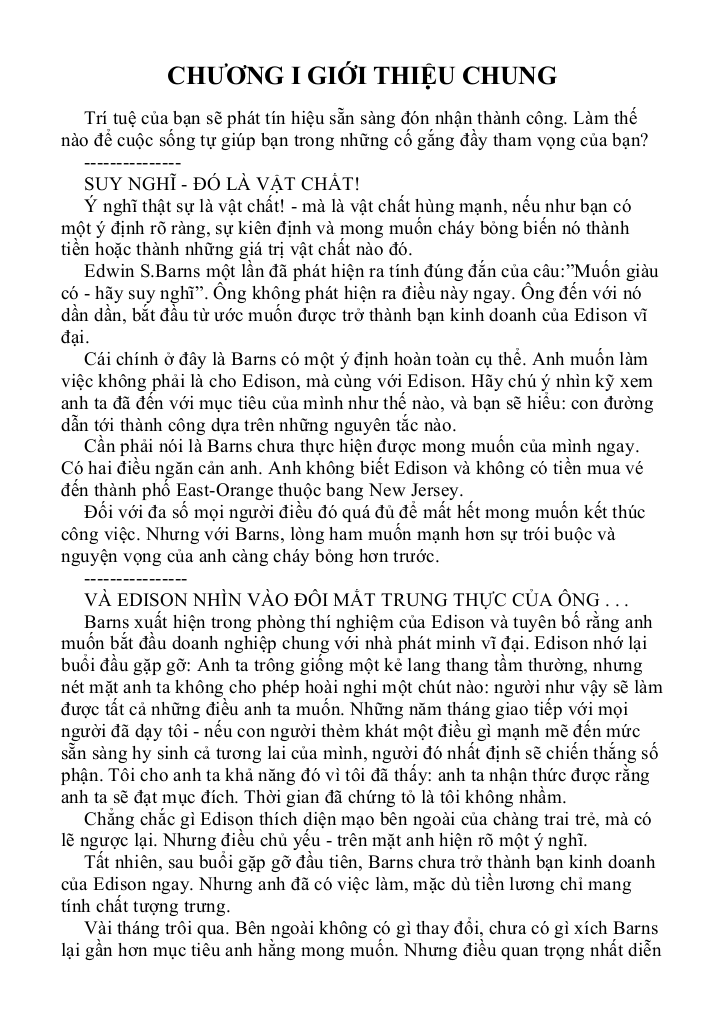 CHƯƠNG I GIỚI THIỆU CHUNG
Trí tuệ của bạn sẽ phát tín hiệu sẵn sàng đón nhận thành công. Làm thế
nào để cuộc sống tự giúp bạn trong những cố gắng đầy tham vọng của bạn?
---------------
SUY NGHĨ - ĐÓ LÀ VẬT CHẤT!
Ý nghĩ thật sự là vật chất! - mà là vật chất hùng mạnh, nếu như bạn có
một ý định rõ ràng, sự kiên định và mong muốn cháy bỏng biến nó thành
tiền hoặc thành những giá trị vật chất nào đó.
Edwin S.Barns một lần đã phát hiện ra tính đúng đắn của câu:”Muốn giàu
có - hãy suy nghĩ”. Ông không phát hiện ra điều này ngay. Ông đến với nó
dần dần, bắt đầu từ ước muốn được trở thành bạn kinh doanh của Edison vĩ
đại.
Cái chính ở đây là Barns có một ý định hoàn toàn cụ thể. Anh muốn làm
việc không phải là cho Edison, mà cùng với Edison. Hãy chú ý nhìn kỹ xem
anh ta đã đến với mục tiêu của mình như thế nào, và bạn sẽ hiểu: con đường
dẫn tới thành công dựa trên những nguyên tắc nào.
Cần phải nói là Barns chưa thực hiện được mong muốn của mình ngay.
Có hai điều ngăn cản anh. Anh không biết Edison và không có tiền mua vé
đến thành phố East-Orange thuộc bang New Jersey.
Đối với đa số mọi người điều đó quá đủ để mất hết mong muốn kết thúc
công việc. Nhưng với Barns, lòng ham muốn mạnh hơn sự trói buộc và
nguyện vọng của anh càng cháy bỏng hơn trước.
----------------
VÀ EDISON NHÌN VÀO ĐÔI MẮT TRUNG THỰC CỦA ÔNG . . .
Barns xuất hiện trong phòng thí nghiệm của Edison và tuyên bố rằng anh
muốn bắt đầu doanh nghiệp chung với nhà phát minh vĩ đại. Edison nhớ lại
buổi đầu gặp gỡ: Anh ta trông giống một kẻ lang thang tầm thường, nhưng
nét mặt anh ta không cho phép hoài nghi một chút nào: người như vậy sẽ làm
được tất cả những điều anh ta muốn. Những năm tháng giao tiếp với mọi
người đã dạy tôi - nếu con người thèm khát một điều gì mạnh mẽ đến mức
sẵn sàng hy sinh cả tương lai của mình, người đó nhất định sẽ chiến thắng số
phận. Tôi cho anh ta khả năng đó vì tôi đã thấy: anh ta nhận thức được rằng
anh ta sẽ đạt mục đích. Thời gian đã chứng tỏ là tôi không nhầm.
Chẳng chắc gì Edison thích diện mạo bên ngoài của chàng trai trẻ, mà có
lẽ ngược lại. Nhưng điều chủ yếu - trên mặt anh hiện rõ một ý nghĩ.
Tất nhiên, sau buổi gặp gỡ đầu tiên, Barns chưa trở thành bạn kinh doanh
của Edison ngay. Nhưng anh đã có việc làm, mặc dù tiền lương chỉ mang
tính chất tượng trưng.
Vài tháng trôi qua. Bên ngoài không có gì thay đổi, chưa có gì xích Barns
lại gần hơn mục tiêu anh hằng mong muốn. Nhưng điều quan trọng nhất diễn